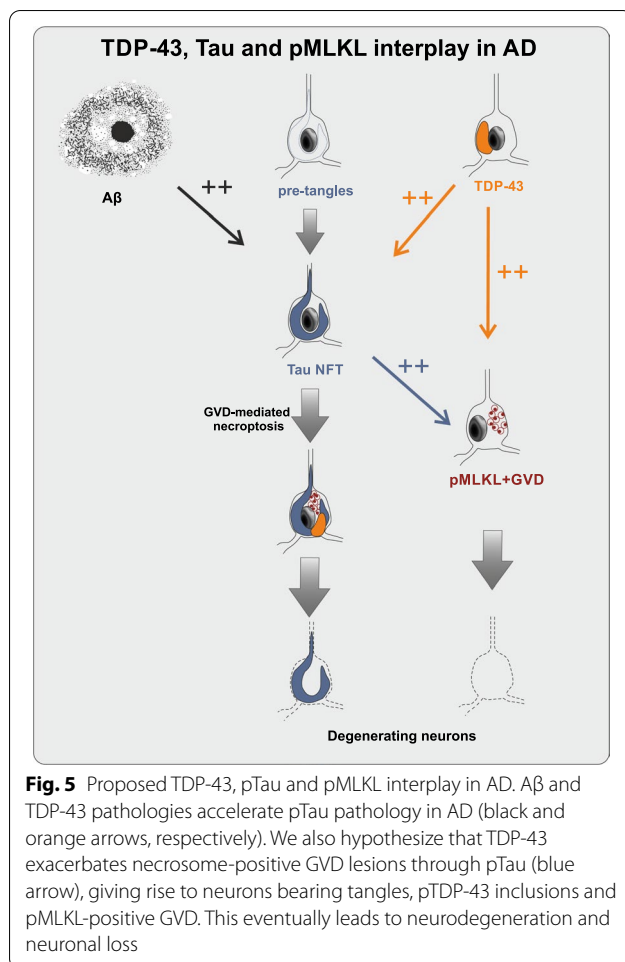 TDP-43, Tau and pMLKL interplay in AD
Aβ
++
pre-tangles
++
TDP-43
++
Tau NFT
++
GVD-mediated
necroptosis
pMLKL+GVD
Degenerating neurons
Fig. 5 Proposed TDP-43, pTau and pMLKL interplay in AD. Aβ and
TDP-43 pathologies accelerate pTau pathology in AD (black and
orange arrows, respectively). We also hypothesize that TDP-43
exacerbates necrosome-positive GVD lesions through pTau (blue
arrow), giving rise to neurons bearing tangles, pTDP-43 inclusions and
pMLKL-positive GVD. This eventually leads to neurodegeneration and
neuronal loss